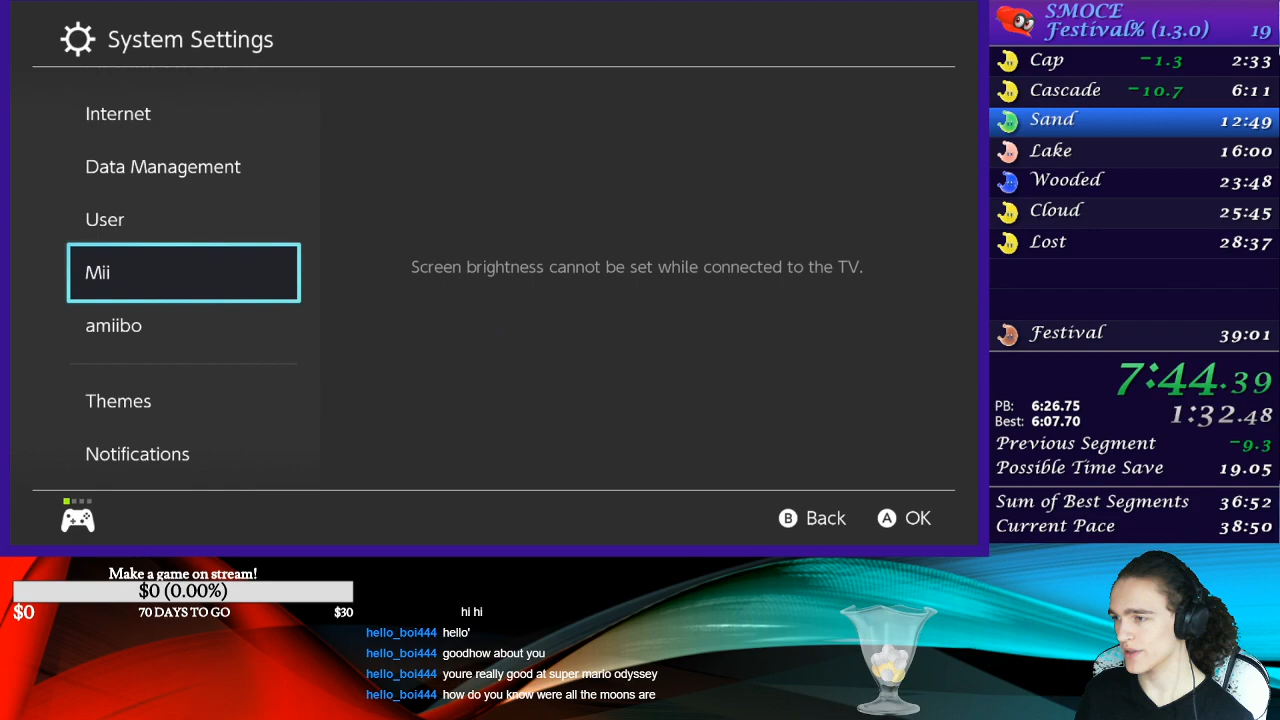 System Settings
Internet
Data Management
User
Mii
amiibo
Themes
Notifications
Screen brightness cannot be set while connected to the TV.
B Back A OK
SMOCE
Festival% (1.3.0) 19
Cap -1.3 2:33
Cascade -10.7 6:11
Sand 12:49
Lake 16:00
Wooded 23:48
Cloud 25:45
Lost 28:37
Festival 39:01
7:44.39
PB: 6:26.75
Best: 6:07.70
1:32.48
Previous Segment -9.3
Possible Time Save 19.05
Sum of Best Segments 36:52
Current Pace 38:50
Make a game on stream!
$0 (0.00%)
$0 70 DAYS TO GO $30
hi hi
hello_boi444 hello'
hello_boi444 goodhow about you
hello_boi444 youre really good at super mario odyssey
hello_boi444 how do you know were all the moons are